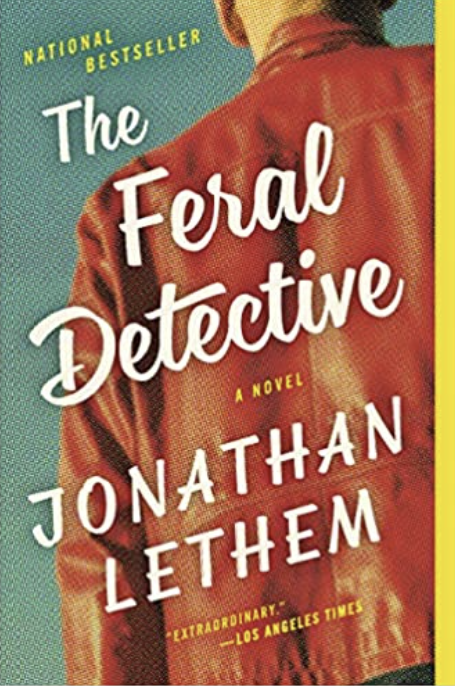 NATIONAL
BESTSELLER
The
Feral
Detective
A NOVEL
JONATHAN
LETHEM
"EXTRAORDINARY."
—LOS ANGELES TIMES